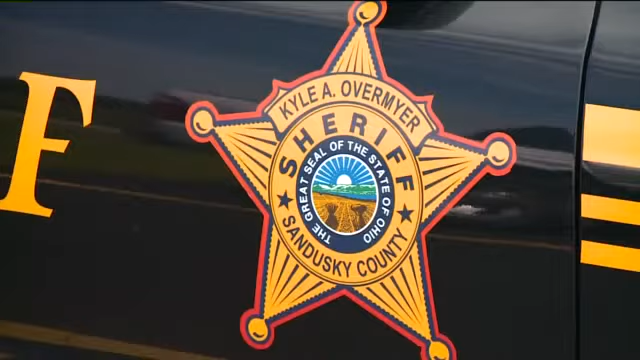 F
KYLE A. OVERMYER
SHERIFF
THE GREAT SEAL OF THE STATE OF OHIO
SANDUSKY COUNTY